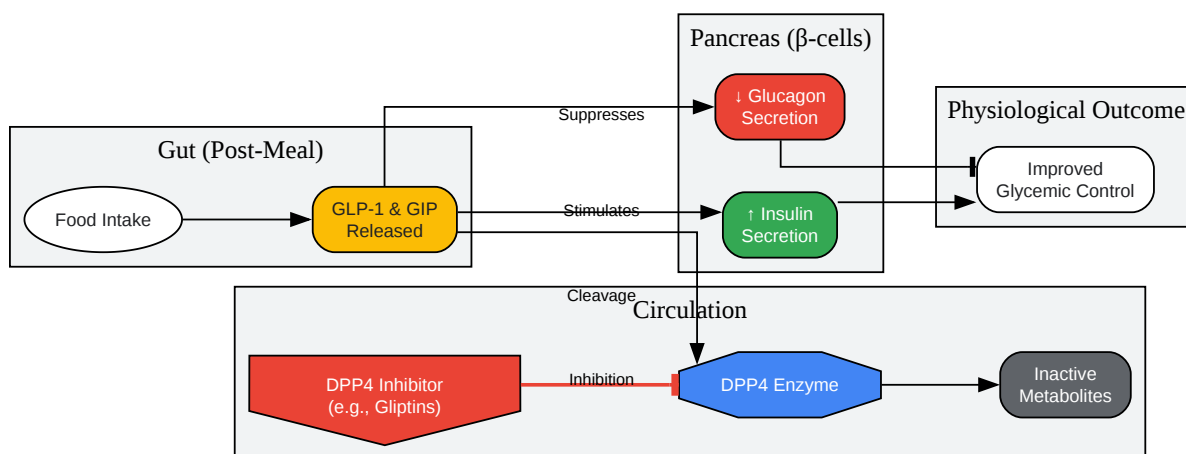 Pancreas (β-cells)
↓ Glucagon
Secretion
Suppresses
Physiological Outcome
Gut (Post-Meal)
Improved
Glycemic Control
Food Intake
GLP-1 & GIP
Released
Stimulates
↑ Insulin
Secretion
Cleavage
Circulation
DPP4 Inhibitor
(e.g., Gliptins)
Inhibition
DPP4 Enzyme
Inactive
Metabolites